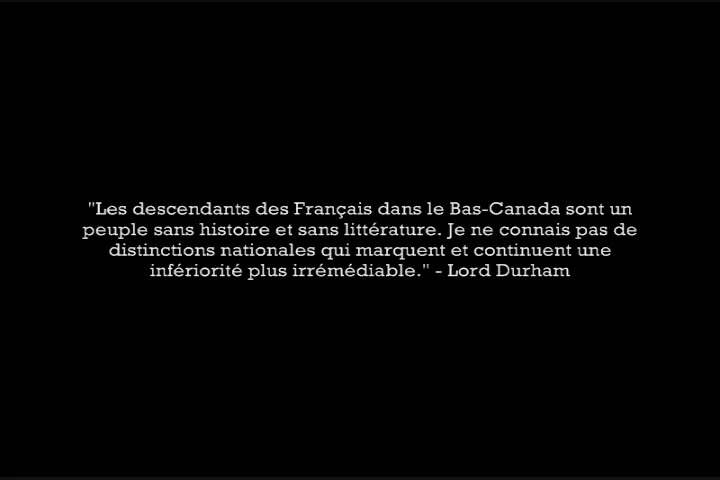 "Les descendants des Français dans le Bas-Canada sont un
peuple sans histoire et sans littérature. Je ne connais pas de
distinctions nationales qui marquent et continuent une
infériorité plus irrémédiable." - Lord Durham